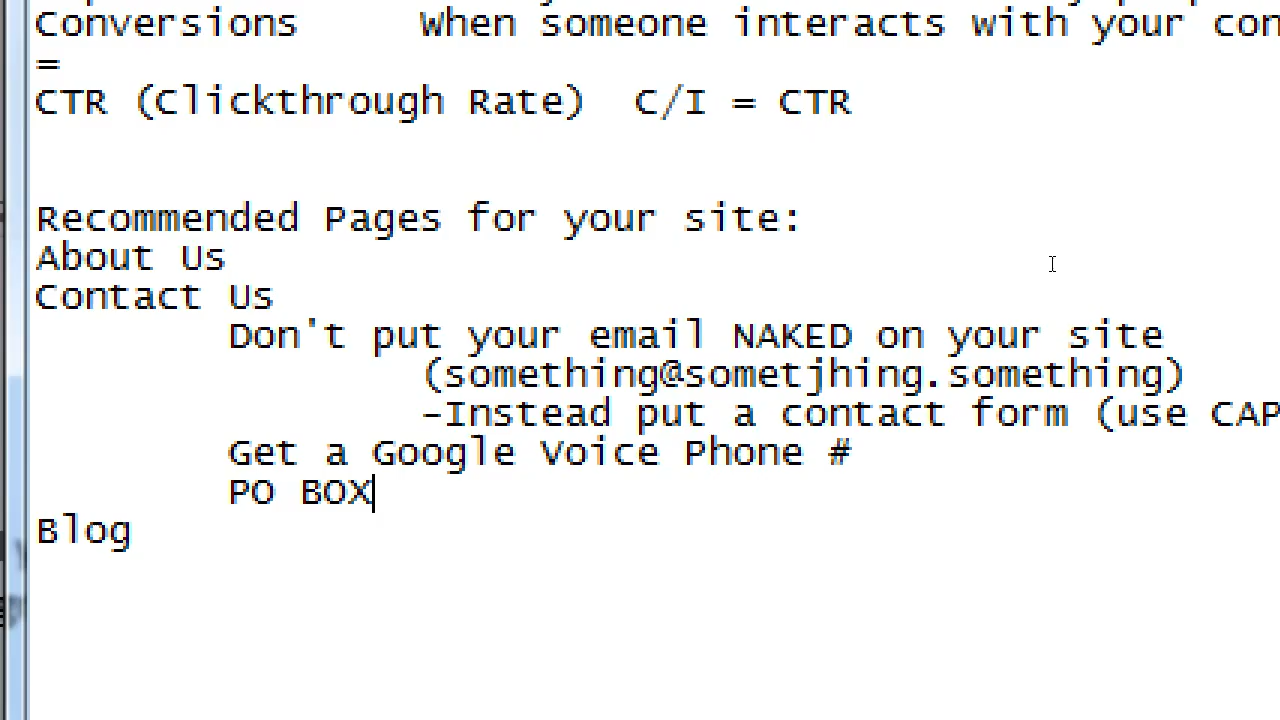 Conversions When someone interacts with your con
=
CTR (Clickthrough Rate) C/I = CTR
Recommended Pages for your site:
About Us
Contact Us
Don't put your email NAKED on your site
(something@sometjhing.something)
-Instead put a contact form (use CAP
Get a Google Voice Phone #
PO BOX
Blog